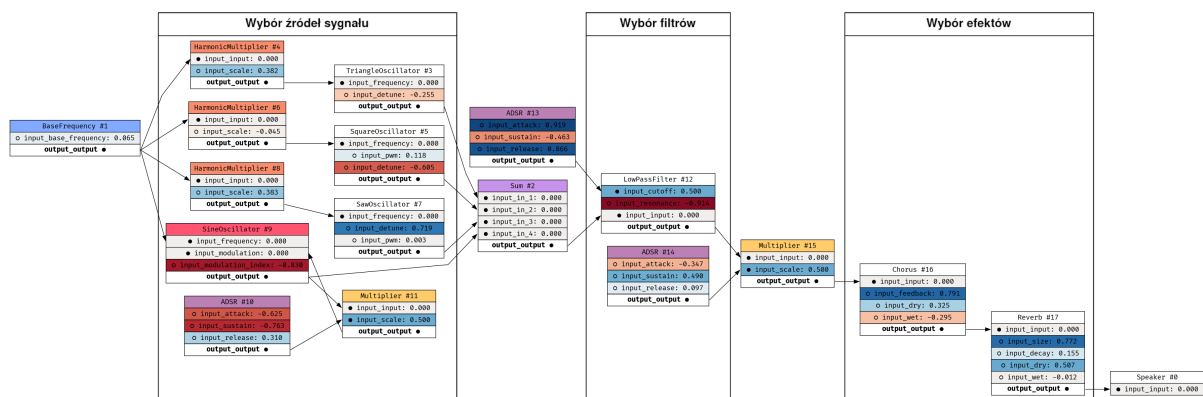 Wybór źródeł sygnału
Wybór filtrów
Wybór efektów
BaseFrequency #1
input_base_frequency: 0.065
output_output
HarmonicMultiplier #4
input_input: 0.000
input_scale: 0.382
output_output
HarmonicMultiplier #6
input_input: 0.000
input_scale: -0.045
output_output
HarmonicMultiplier #8
input_input: 0.000
input_scale: 0.383
output_output
SineOscillator #9
input_frequency: 0.000
input_modulation: 0.000
input_modulation_index: -0.830
output_output
ADSR #10
input_attack: -0.625
input_sustain: -0.763
input_release: 0.310
output_output
TriangleOscillator #3
input_frequency: 0.000
input_detune: -0.255
output_output
SquareOscillator #5
input_frequency: 0.000
input_pwm: 0.118
input_detune: -0.605
output_output
SawOscillator #7
input_frequency: 0.000
input_detune: 0.719
input_pwm: 0.003
output_output
Multiplier #11
input_input: 0.000
input_scale: 0.500
output_output
ADSR #13
input_attack: 0.919
input_sustain: -0.463
input_release: 0.866
output_output
Sum #2
input_in_1: 0.000
input_in_2: 0.000
input_in_3: 0.000
input_in_4: 0.000
output_output
LowPassFilter #12
input_cutoff: 0.500
input_resonance: -0.914
input_input: 0.000
output_output
ADSR #14
input_attack: -0.347
input_sustain: 0.490
input_release: 0.097
output_output
Multiplier #15
input_input: 0.000
input_scale: 0.500
output_output
Chorus #16
input_input: 0.000
input_feedback: 0.791
input_dry: 0.325
input_wet: -0.295
output_output
Reverb #17
input_input: 0.000
input_size: 0.772
input_decay: 0.155
input_dry: 0.507
input_wet: -0.012
output_output
Speaker #0
input_input: 0.000